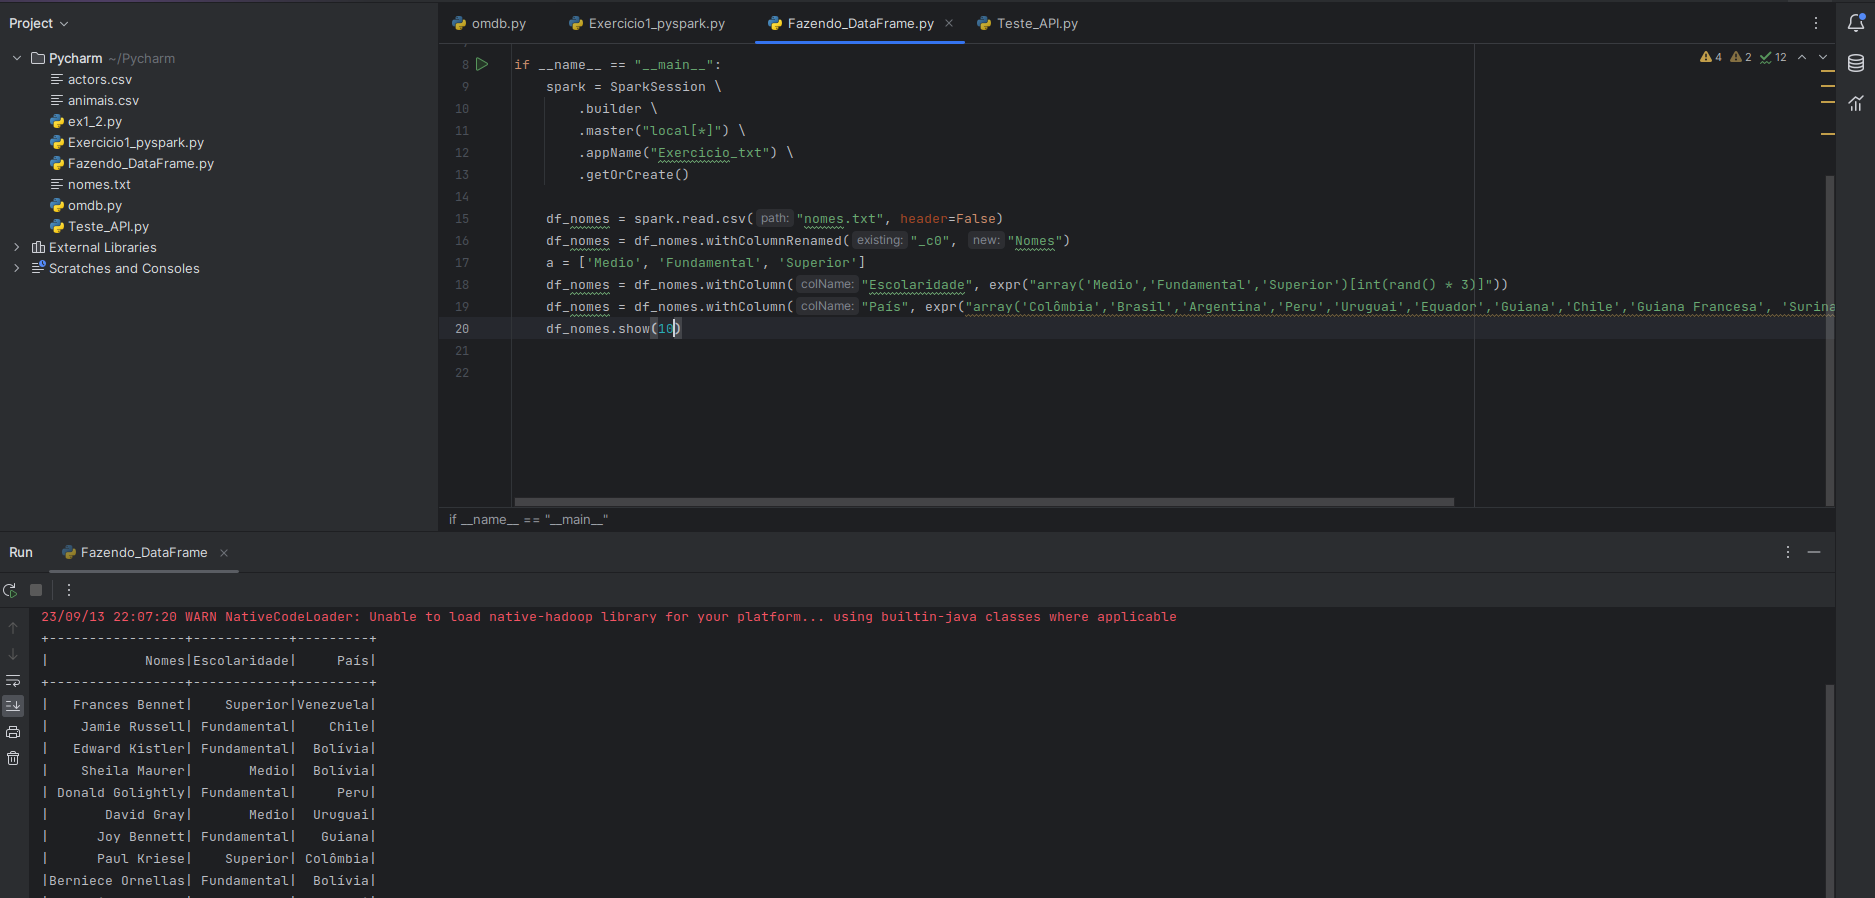 Project
Pycharm ~/Pycharm
actors.csv
animais.csv
ex1_2.py
Exercicio1_pyspark.py
Fazendo_DataFrame.py
nomes.txt
omdb.py
Teste_API.py
External Libraries
Scratches and Consoles
omdb.py Exercicio1_pyspark.py Fazendo_DataFrame.py Teste_API.py
4 2 12
8 if __name__ == "__main__":
9 spark = SparkSession \
10 .builder \
11 .master("local[*]") \
12 .appName("Exercicio_txt") \
13 .getOrCreate()
14
15 df_nomes = spark.read.csv( path: "nomes.txt", header=False)
16 df_nomes = df_nomes.withColumnRenamed( existing: "_c0", new: "Nomes")
17 a = ['Medio', 'Fundamental', 'Superior']
18 df_nomes = df_nomes.withColumn( colName: "Escolaridade", expr("array('Medio','Fundamental','Superior')[int(rand() * 3)]"))
19 df_nomes = df_nomes.withColumn( colName: "País", expr("array('Colômbia','Brasil','Argentina','Peru','Uruguai','Equador','Guiana','Chile','Guiana Francesa', 'Surina
20 df_nomes.show(10)
21
22
if __name__ == "__main__"
Run Fazendo_DataFrame
23/09/13 22:07:20 WARN NativeCodeLoader: Unable to load native-hadoop library for your platform... using builtin-java classes where applicable
+-----------------+------------+---------+
|            Nomes|Escolaridade|     País|
+-----------------+------------+---------+
|   Frances Bennet|    Superior|Venezuela|
|    Jamie Russell| Fundamental|    Chile|
|   Edward Kistler| Fundamental|  Bolívia|
|    Sheila Maurer|       Medio|  Bolívia|
| Donald Golightly| Fundamental|     Peru|
|       David Gray|       Medio|  Uruguai|
|      Joy Bennett| Fundamental|   Guiana|
|      Paul Kriese|    Superior| Colômbia|
|Berniece Ornellas| Fundamental|  Bolívia|